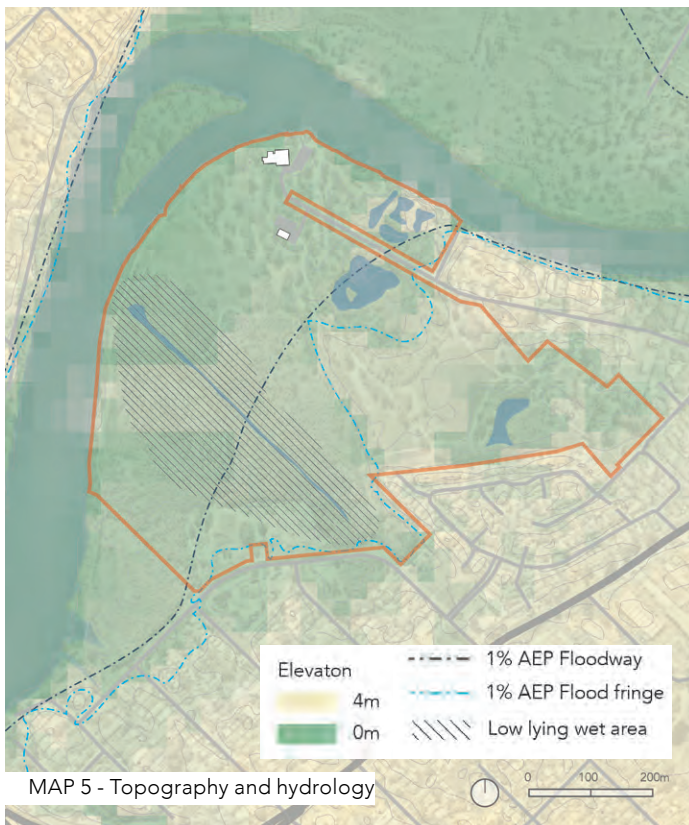 Elevaton
4m
0m
1% AEP Floodway
1% AEP Flood fringe
Low lying wet area
MAP 5 - Topography and hydrology
0 100 200m